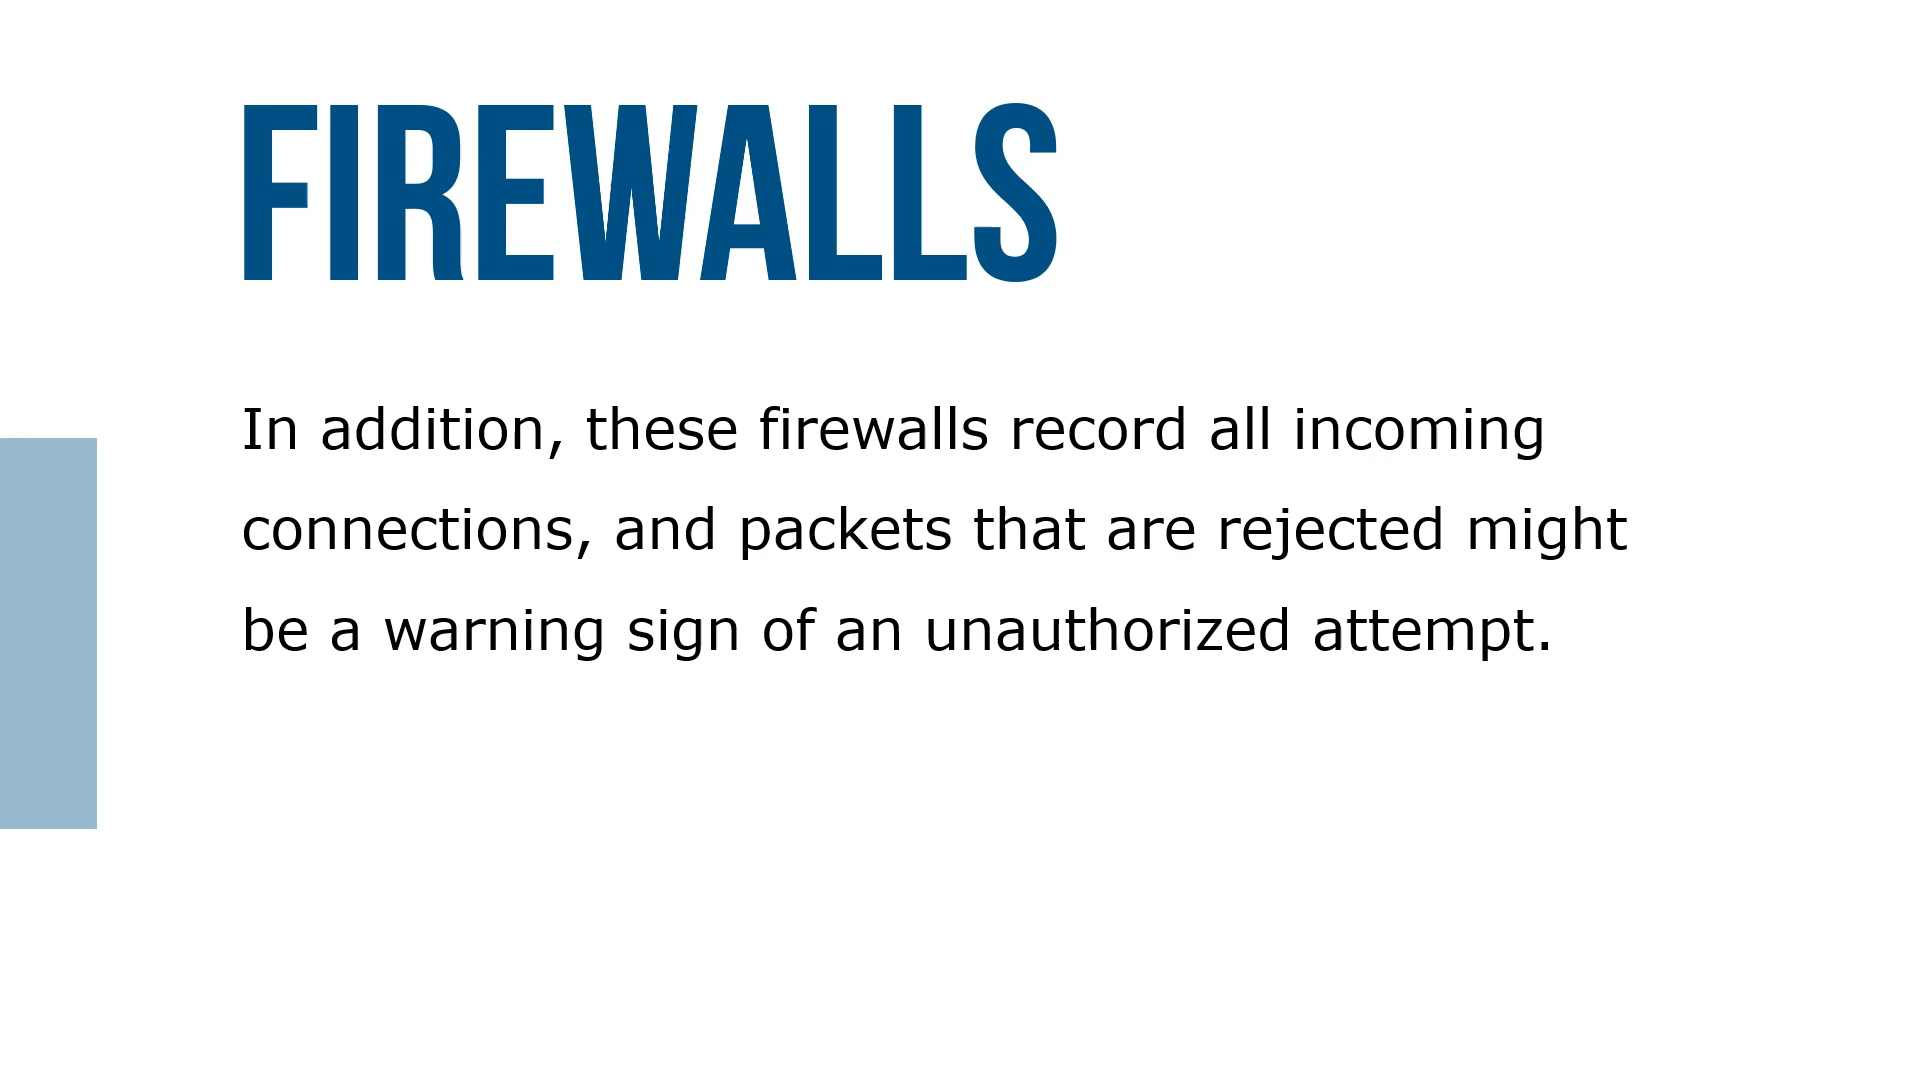 FIREWALLS
In addition, these firewalls record all incoming
connections, and packets that are rejected might
be a warning sign of an unauthorized attempt.